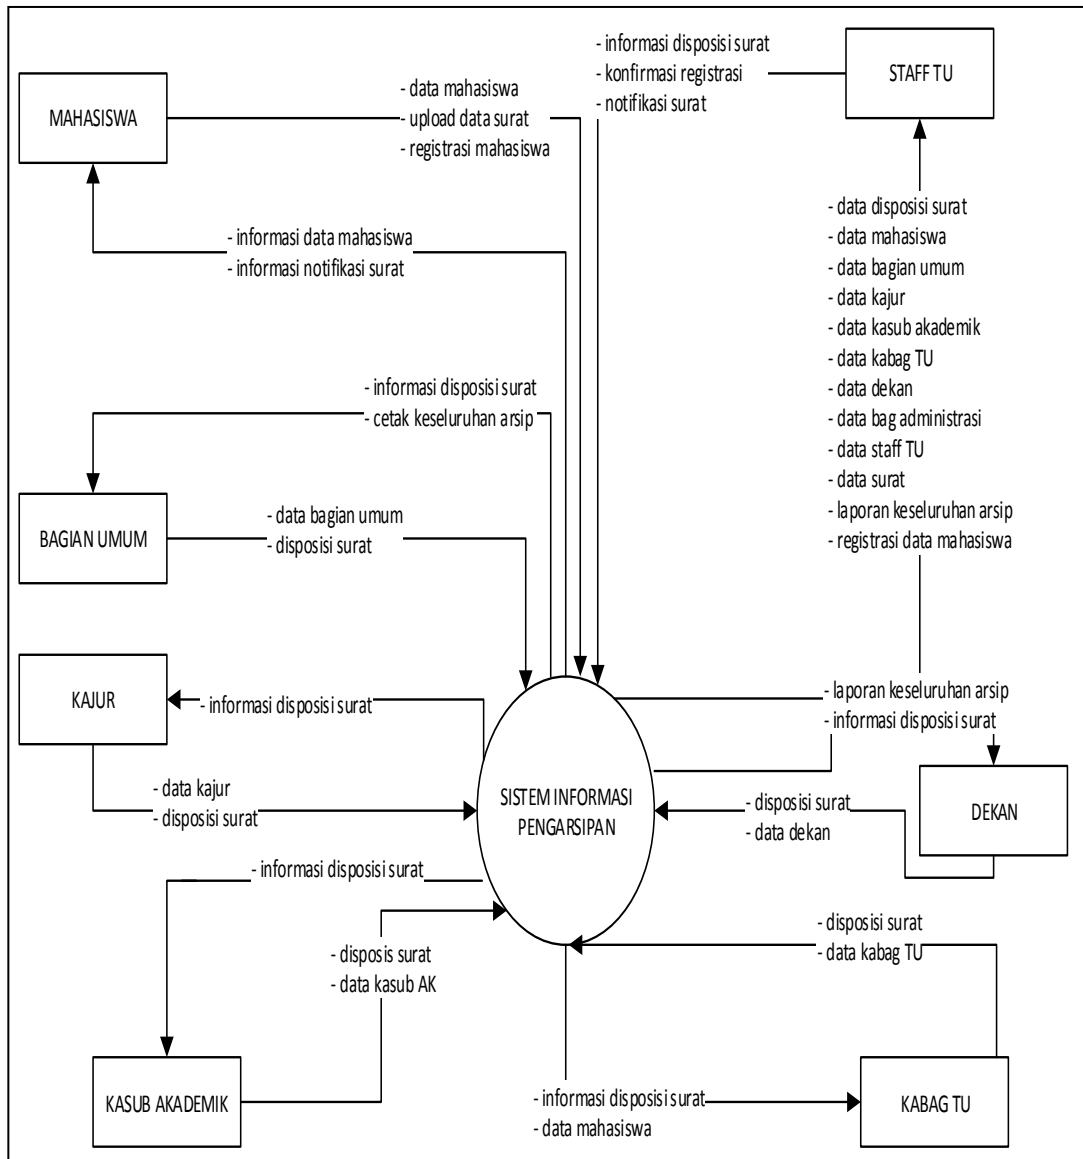 MAHASISWA
- data mahasiswa
- upload data surat
- registrasi mahasiswa
- informasi disposisi surat
- konfirmasi registrasi
- notifikasi surat
STAFF TU
- informasi data mahasiswa
- informasi notifikasi surat
- data disposisi surat
- data mahasiswa
- data bagian umum
- data kajur
- data kasub akademik
- data kabag TU
- data dekan
- data bag administrasi
- data staff TU
- data surat
- laporan keseluruhan arsip
- registrasi data mahasiswa
- informasi disposisi surat
- cetak keseluruhan arsip
BAGIAN UMUM
- data bagian umum
- disposisi surat
KAJUR
- informasi disposisi surat
- laporan keseluruhan arsip
- informasi disposisi surat
- data kajur
- disposisi surat
SISTEM INFORMASI
PENGARSIPAN
- disposisi surat
- data dekan
DEKAN
- informasi disposisi surat
- disposis surat
- data kasub AK
- disposisi surat
- data kabag TU
KASUB AKADEMIK
- informasi disposisi surat
- data mahasiswa
KABAG TU